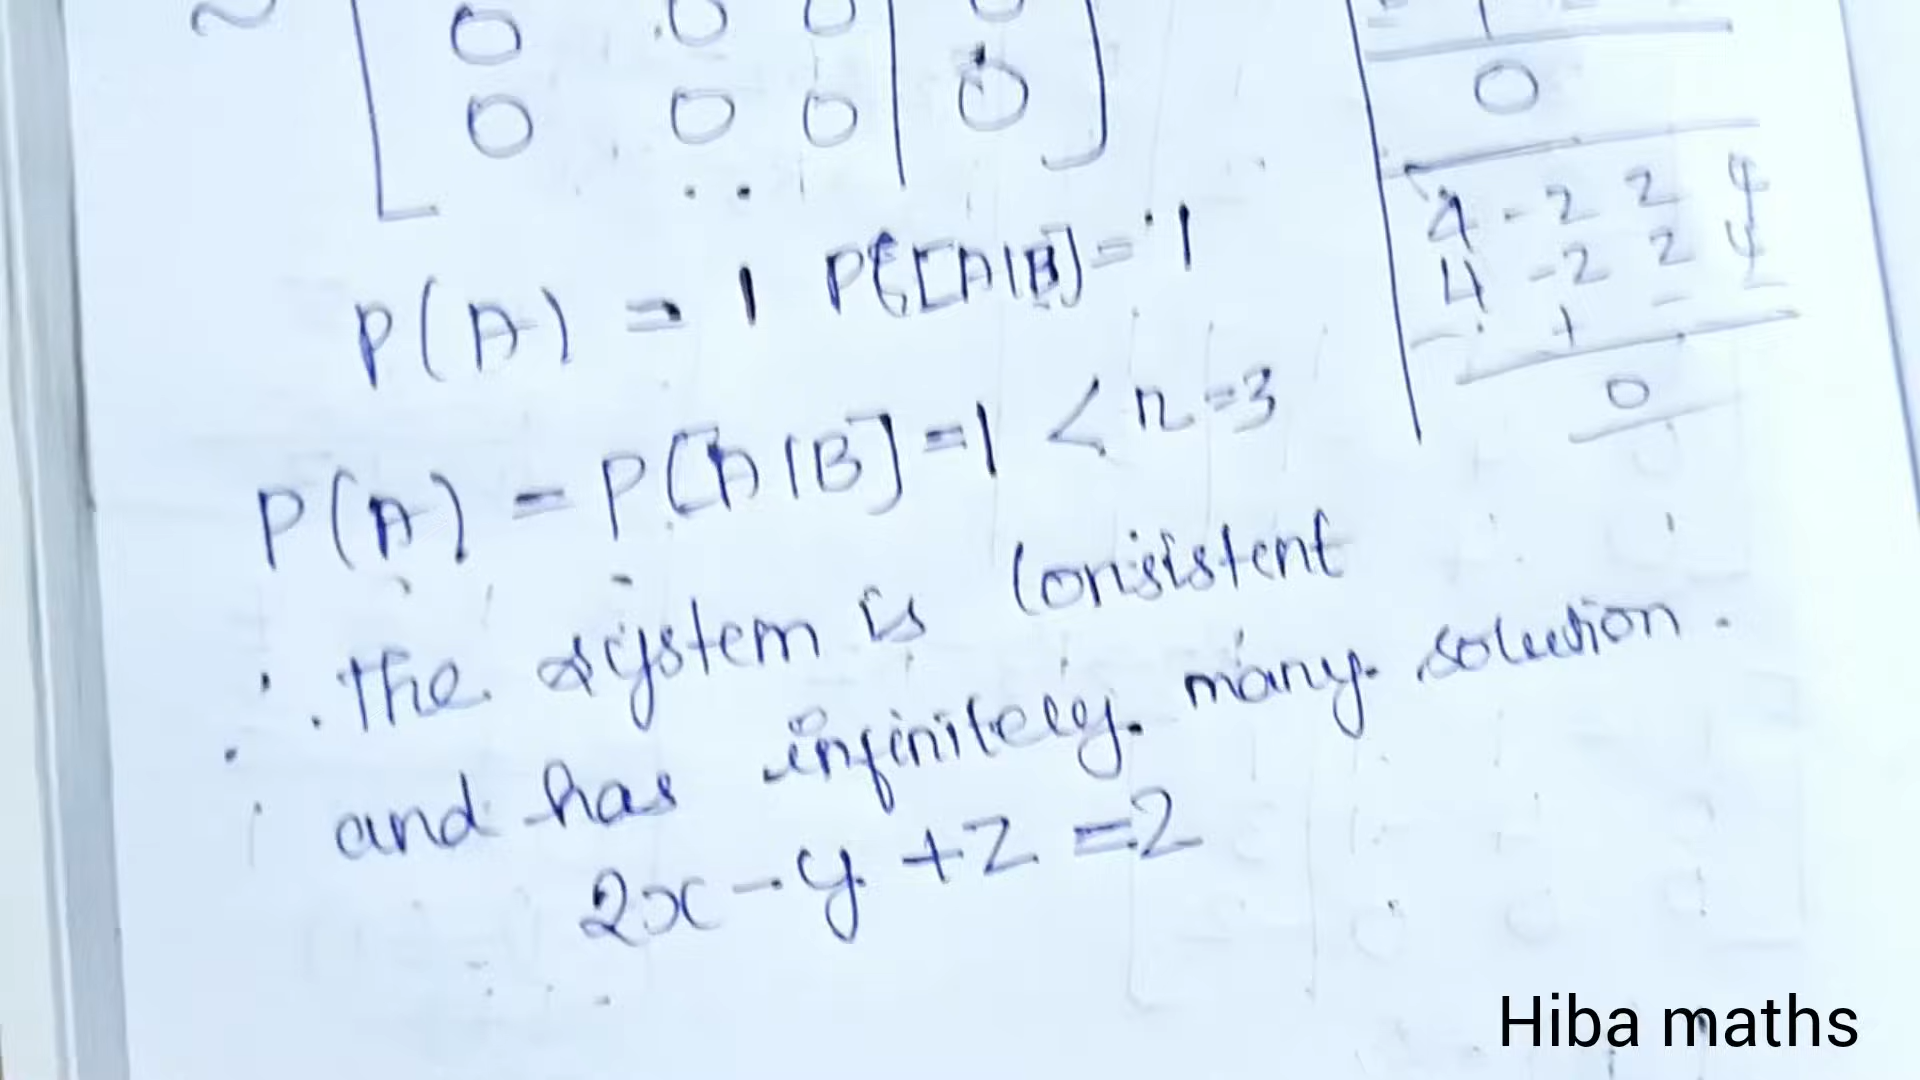 ~ [ 0 0 0 | 0
0 0 0 | 0 ]
P(A) = 1 P[A|B] = 1
P(A) = P[A|B] = 1 < n=3
∴ The system is consistent
and has infinitely many solution.
2x - y + z = 2
0
4 -2 2 4
4 -2 2 4
- + - -
0
Hiba maths